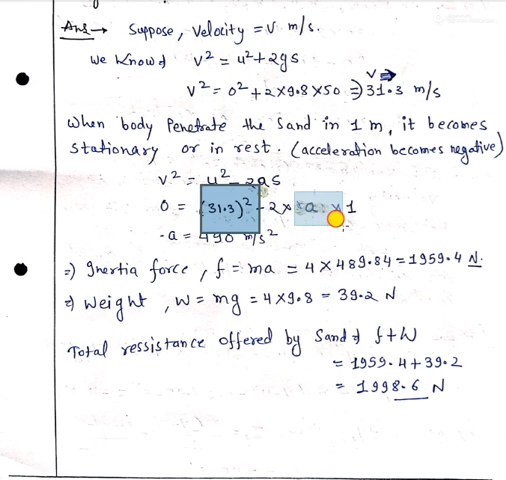 Ans → Suppose, Velocity = V m/s.
We Know ⇒ V² = u² + 2gs
V² = 0² + 2×9.8×50 ⇒ V ⇒ 31.3 m/s
When body Penetrate the Sand in 1 m, it becomes
Stationary or in rest. (acceleration becomes negative)
V² = u² - 2as
0 = (31.3)² - 2 × a × 1
-a = 490 m/s²
⇒ Inertia force, f = ma = 4 × 489.84 = 1959.4 N.
⇒ Weight, W = mg = 4×9.8 = 39.2 N
Total ressistance offered by Sand ⇒ f+W
= 1959.4 + 39.2
= 1998.6 N